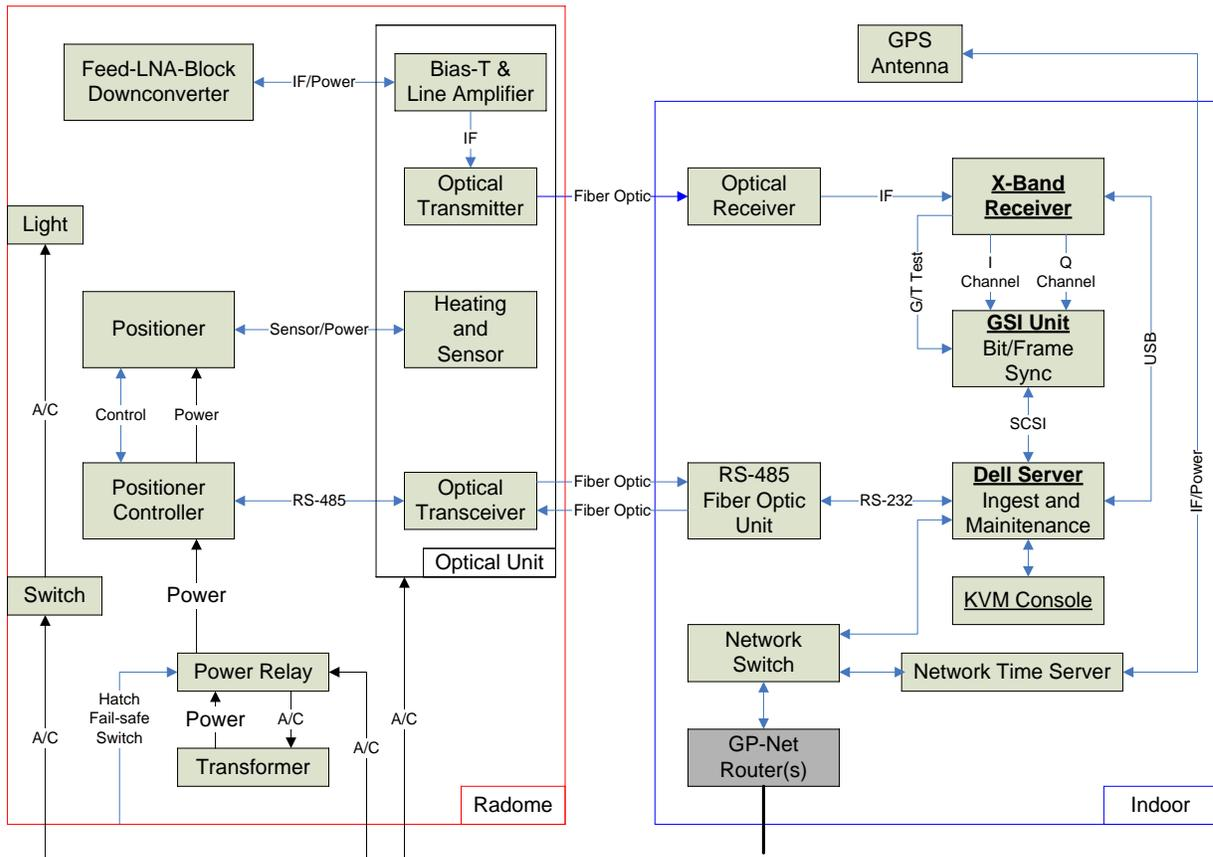 Feed-LNA-Block
Downconverter
IF/Power
Bias-T &
Line Amplifier
IF
Optical
Transmitter
Fiber Optic
Light
A/C
Positioner
Sensor/Power
Heating
and
Sensor
Control
Power
Positioner
Controller
RS-485
Optical
Transceiver
Fiber Optic
Fiber Optic
Optical Unit
Switch
Power
Power Relay
Hatch
Fail-safe
Switch
Power
A/C
A/C
A/C
A/C
Transformer
Radome
GPS
Antenna
Optical
Receiver
IF
X-Band
Receiver
G/T Test
I
Channel
Q
Channel
GSI Unit
Bit/Frame
Sync
USB
SCSI
RS-485
Fiber Optic
Unit
RS-232
Dell Server
Ingest and
Mainitenance
IF/Power
KVM Console
Network
Switch
Network Time Server
GP-Net
Router(s)
Indoor